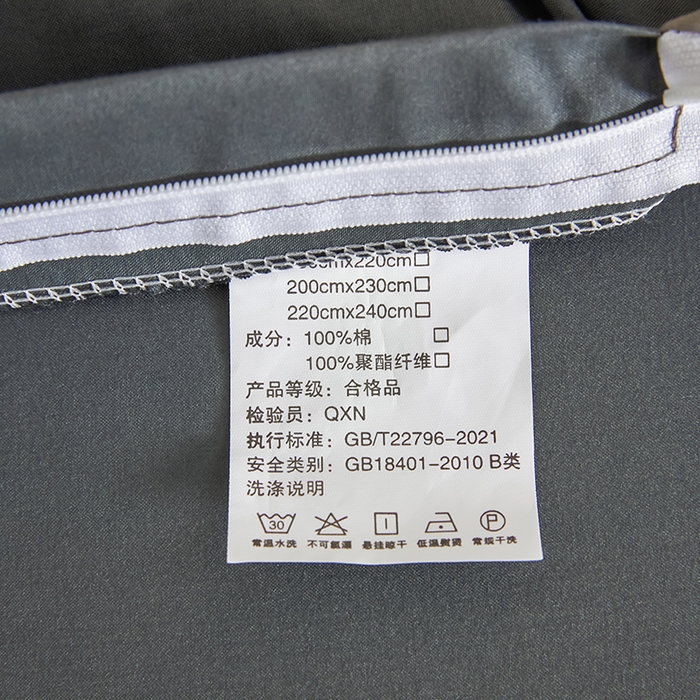 x220cm□
200cmx230cm□
220cmx240cm□
成分：100%棉 □
100%聚酯纤维□
产品等级：合格品
检验员：QXN
执行标准：GB/T22796-2021
安全类别：GB18401-2010 B类
洗涤说明
30 P
常温水洗 不可氯漂 悬挂晾干 低温熨烫 常规干洗